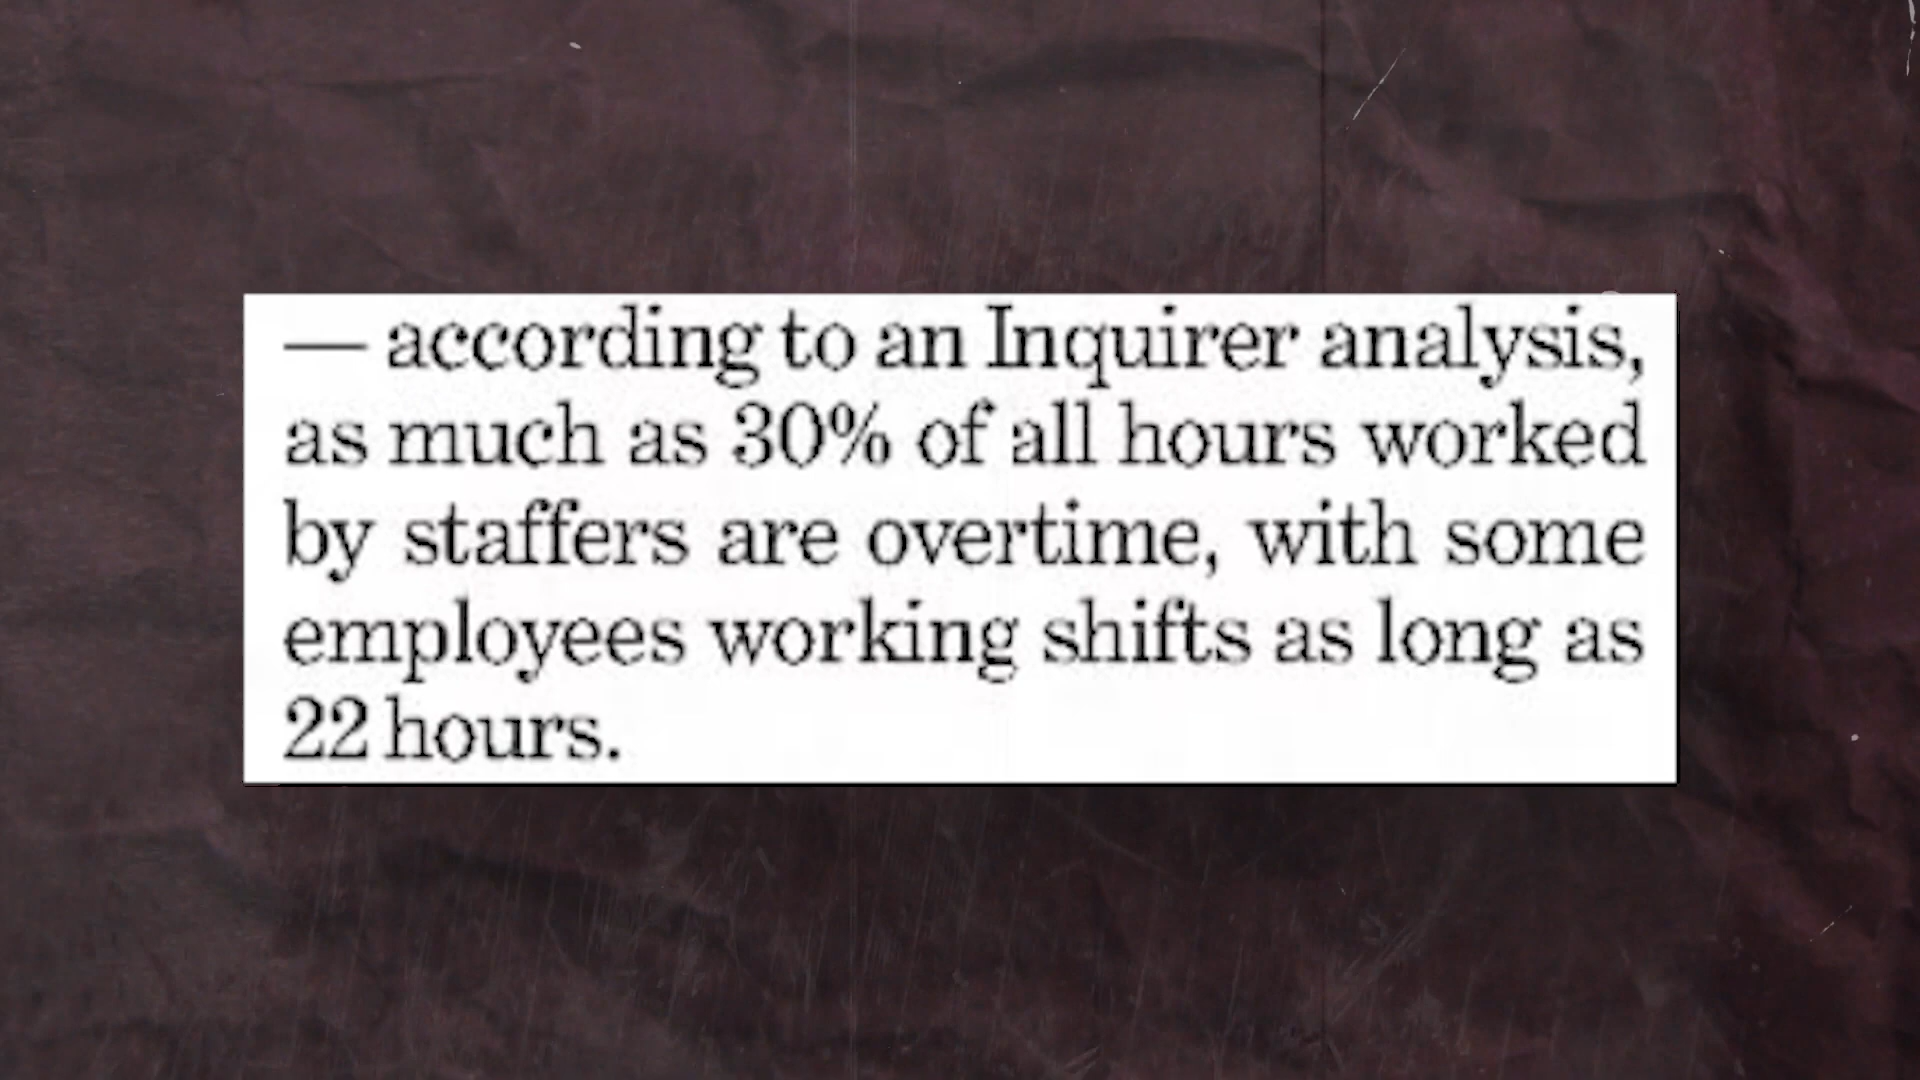 — according to an Inquirer analysis,
as much as 30% of all hours worked
by staffers are overtime, with some
employees working shifts as long as
22 hours.